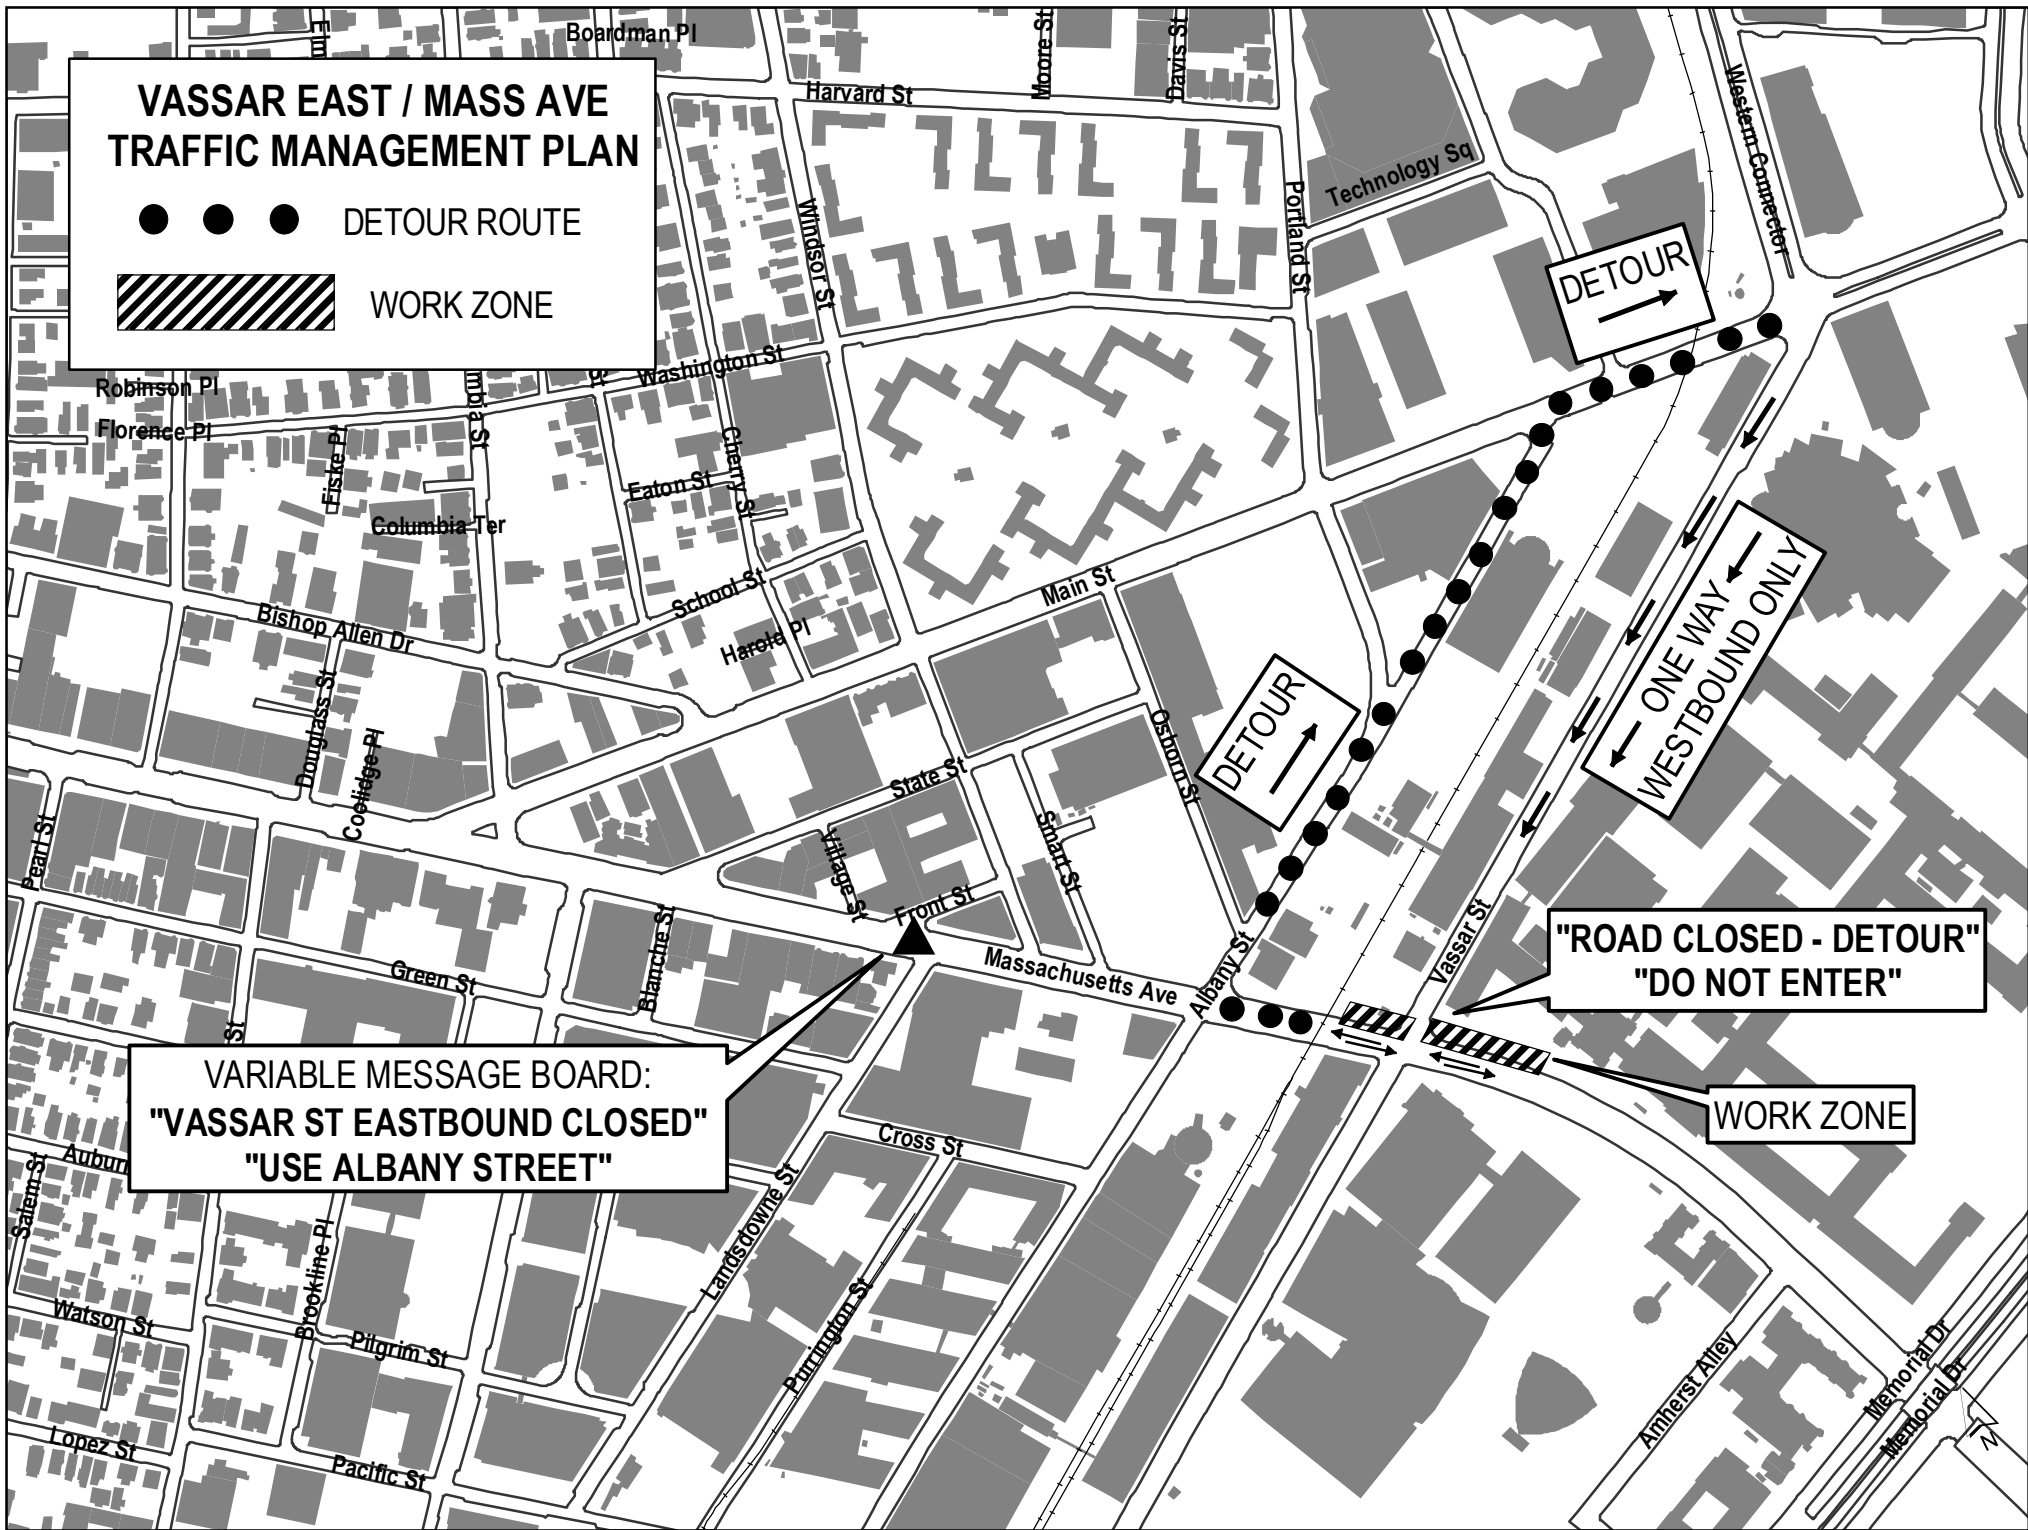 Boardman Pl
Elm
Moore St
Davis St
Harvard St
VASSAR EAST / MASS AVE
TRAFFIC MANAGEMENT PLAN
DETOUR ROUTE
WORK ZONE
Western Connector
Technology Sq
Portland St
Windsor St
DETOUR
Washington St
St
Robinson Pl
Florence Pl
mbia St
Fiske Pl
Cherry St
Eaton St
Columbia Ter
School St
Main St
Harold Pl
Bishop Allen Dr
ONE WAY
WESTBOUND ONLY
Douglass St
Coolidge Pl
DETOUR
Osborn St
State St
Smart St
Village St
Pearl St
Front St
Blanche St
Green St
Massachusetts Ave
Albany St
Vassar St
"ROAD CLOSED - DETOUR"
"DO NOT ENTER"
St
VARIABLE MESSAGE BOARD:
"VASSAR ST EASTBOUND CLOSED"
"USE ALBANY STREET"
WORK ZONE
Cross St
Auburn
Salem St
Landsdowne St
Purrington St
Brookline Pl
Watson St
Pilgrim St
Lopez St
Pacific St
Amherst Alley
Memorial Dr
Memorial Dr
N